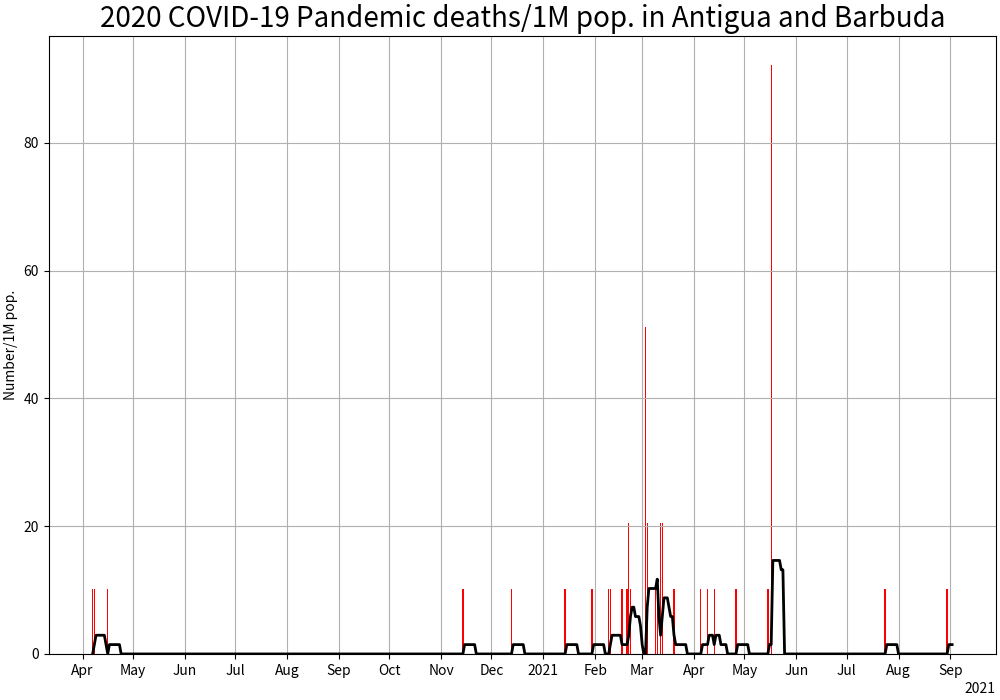 2020 COVID-19 Pandemic deaths/1M pop. in Antigua and Barbuda
Number/1M pop.
80
60
40
20
0
Apr May Jun Jul Aug Sep Oct Nov Dec 2021 Feb Mar Apr May Jun Jul Aug Sep
2021